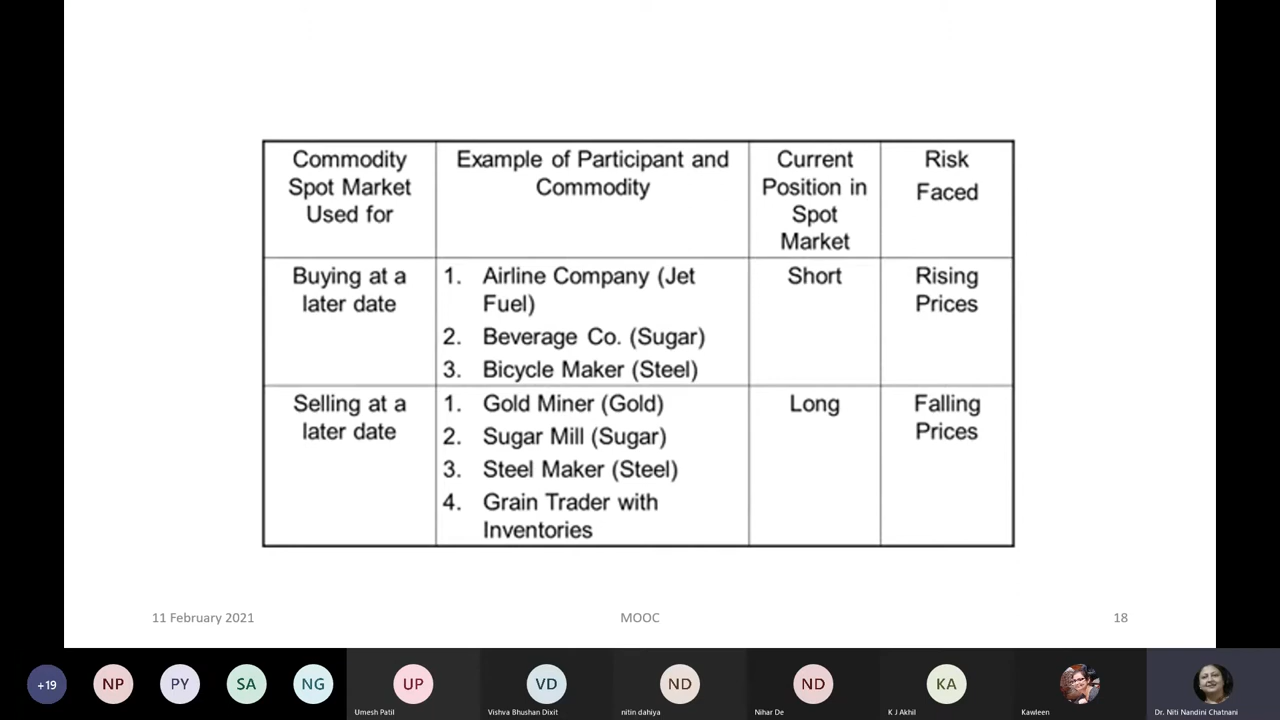 Commodity
Spot Market
Used for
Example of Participant and
Commodity
Current
Position in
Spot
Market
Risk
Faced
Buying at a
later date
1. Airline Company (Jet
Fuel)
2. Beverage Co. (Sugar)
3. Bicycle Maker (Steel)
Short
Rising
Prices
Selling at a
later date
1. Gold Miner (Gold)
2. Sugar Mill (Sugar)
3. Steel Maker (Steel)
4. Grain Trader with
Inventories
Long
Falling
Prices
11 February 2021
MOOC
18
+19
NP
PY
SA
NG
UP
Umesh Patil
VD
Vishva Bhushan Dixit
ND
nitin dahiya
ND
Nihar De
KA
K J Akhil
Kawleen
Dr. Niti Nandini Chatnani